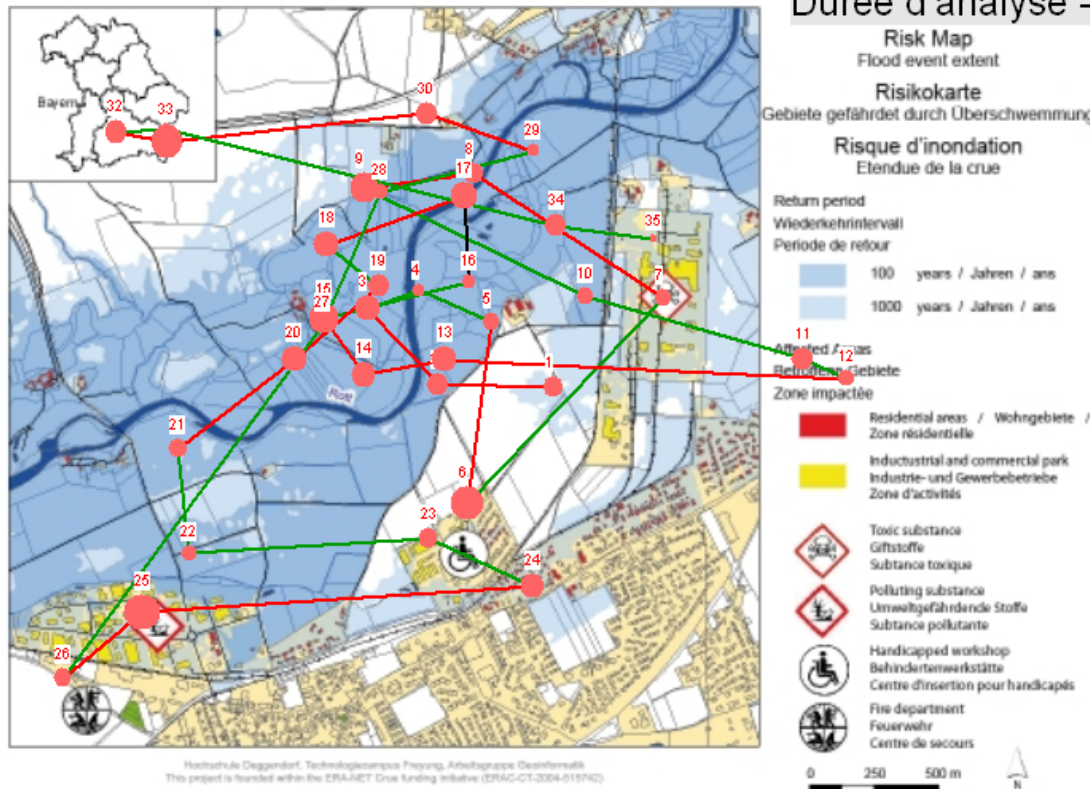 Durée d'analyse -
Risk Map
Flood event extent
Risikokarte
Gebiete gefährdet durch Überschwemmung
Risque d'inondation
Etendue de la crue
Return period
Wiederkehrintervall
Periode de retour
100 years / Jahren / ans
1000 years / Jahren / ans
Affected Areas
Betroffene Gebiete
Zone impactée
Residential areas / Wohngebiete /
Zone résidentielle
Inductustrial and commercial park
Industrie- und Gewerbebetriebe
Zone d'activités
Toxic substance
Giftstoffe
Subtance toxique
Polluting substance
Umweltgefährdende Stoffe
Subtance pollutante
Handicapped workshop
Behindertenwerkstätte
Centre d'insertion pour handicapés
Fire department
Feuerwehr
Centre de secours
0 250 500 m
N
Bayern
32
33
30
29
8
9
28
17
18
34
35
19
4
16
10
7
15
3
27
5
20
13
14
1
11
12
21
6
22
23
24
25
26
Rott
Hochschule Deggendorf, Technologiecampus Freyung, Arbeitsgruppe Geoinformatik
This project is founded within the ERA-NET Crue funding initiative (ERAC-CT-2004-515742)